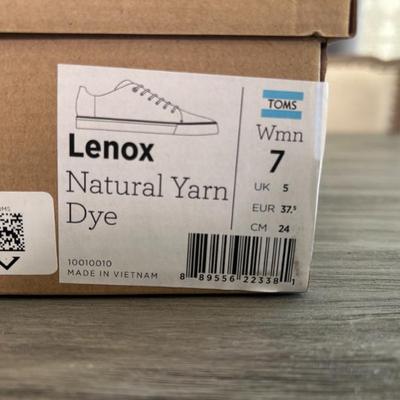 TOMS
Wmn
7
UK 5
EUR 37.5
CM 24
Lenox
Natural Yarn
Dye
10010010
MADE IN VIETNAM
8 89556 22338 1